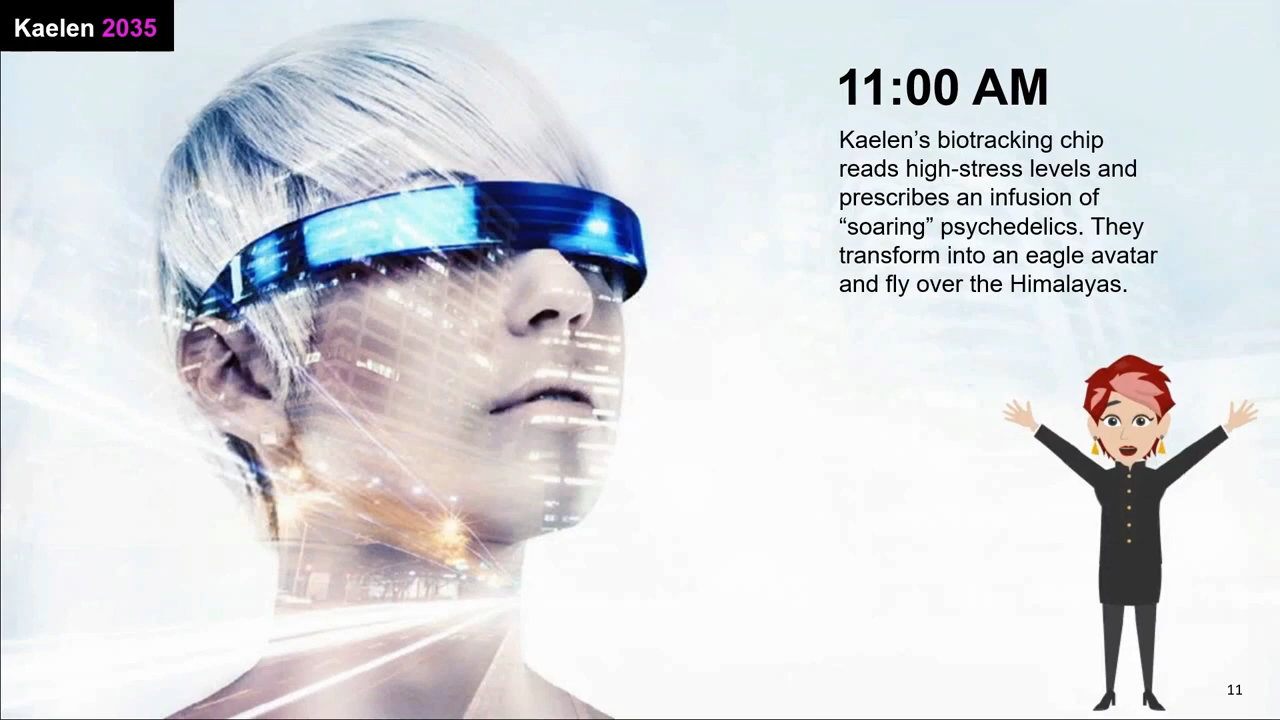 Kaelen 2035
11:00 AM
Kaelen’s biotracking chip
reads high-stress levels and
prescribes an infusion of
“soaring” psychedelics. They
transform into an eagle avatar
and fly over the Himalayas.
11